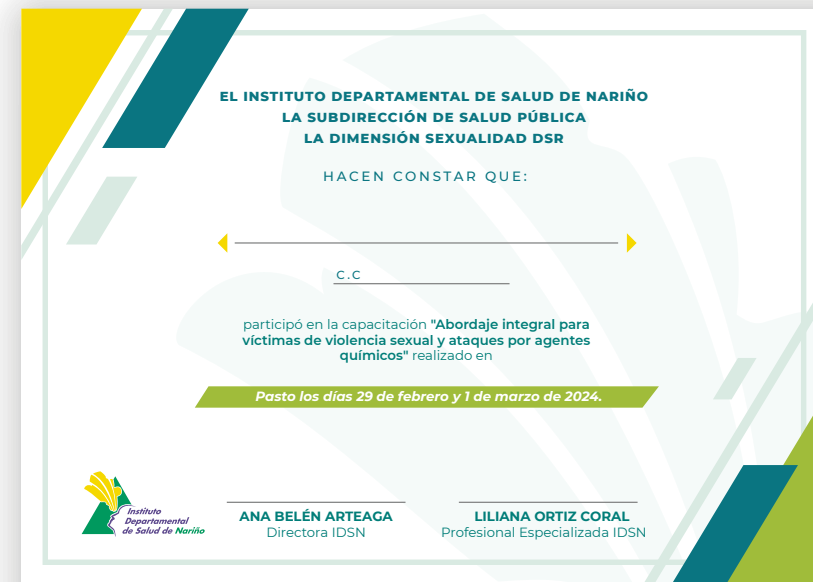 EL INSTITUTO DEPARTAMENTAL DE SALUD DE NARIÑO
LA SUBDIRECCIÓN DE SALUD PÚBLICA
LA DIMENSIÓN SEXUALIDAD DSR
HACEN CONSTAR QUE:
C.C
participó en la capacitación "Abordaje integral para
víctimas de violencia sexual y ataques por agentes
químicos" realizado en
Pasto los días 29 de febrero y 1 de marzo de 2024.
Instituto
Departamental
de Salud de Nariño
ANA BELÉN ARTEAGA
Directora IDSN
LILIANA ORTIZ CORAL
Profesional Especializada IDSN